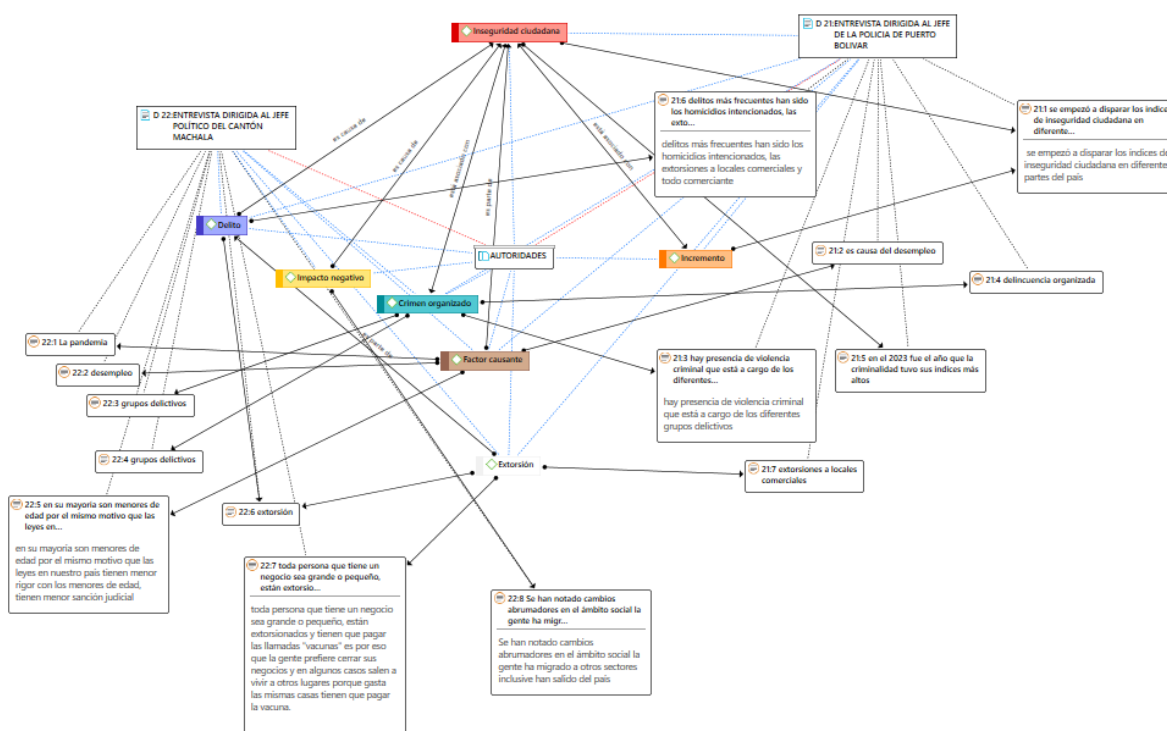 Inseguridad ciudadana
D 21:ENTREVISTA DIRIGIDA AL JEFE
DE LA POLICIA DE PUERTO
BOLIVAR
D 22:ENTREVISTA DIRIGIDA AL JEFE
POLÍTICO DEL CANTÓN
MACHALA
21:6 delitos más frecuentes han sido
los homicidios intencionados, las
exto...
delitos más frecuentes han sido los
homicidios intencionados, las
extorsiones a locales comerciales y
todo comerciante
21:1 se empezó a disparar los indices
de inseguridad ciudadana en
diferente...
se empezó a disparar los indices de
inseguridad ciudadana en diferente
partes del país
es causa de
es causa de
está asociado con
es parte de
está asociado con
Delito
AUTORIDADES
Incremento
21:2 es causa del desempleo
Impacto negativo
21:4 delincuencia organizada
Crimen organizado
es parte de
22:1 La pandemia
Factor causante
22:2 desempleo
21:3 hay presencia de violencia
criminal que está a cargo de los
diferentes...
hay presencia de violencia criminal
que está a cargo de los diferentes
grupos delictivos
21:5 en el 2023 fue el año que la
criminalidad tuvo sus indices más
altos
22:3 grupos delictivos
22:4 grupos delictivos
Extorsión
21:7 extorsiones a locales
comerciales
22:5 en su mayoria son menores de
edad por el mismo motivo que las
leyes en...
en su mayoria son menores de
edad por el mismo motivo que las
leyes en nuestro país tienen menor
rigor con los menores de edad,
tienen menor sanción judicial
22:6 extorsión
22:7 toda persona que tiene un
negocio sea grande o pequeño,
están extorsio...
toda persona que tiene un negocio
sea grande o pequeño, están
extorsionados y tienen que pagar
las llamadas "vacunas" es por eso
que la gente prefiere cerrar sus
negocios y en algunos casos salen a
vivir a otros lugares porque gasta
las mismas casas tienen que pagar
la vacuna.
22:8 Se han notado cambios
abrumadores en el ámbito social la
gente ha migr...
Se han notado cambios
abrumadores en el ámbito social la
gente ha migrado a otros sectores
inclusive han salido del país